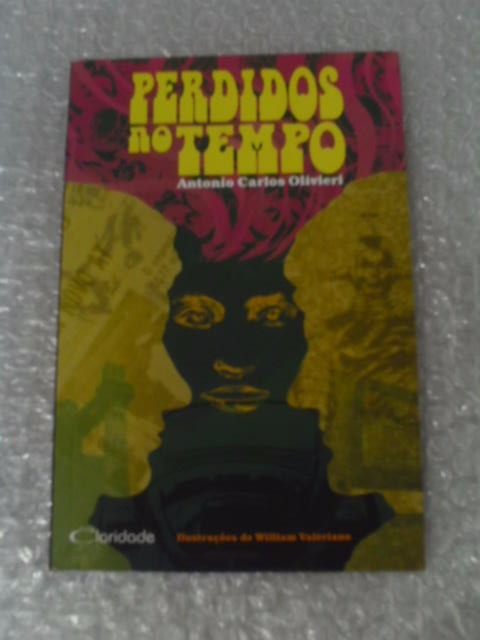 PERDIDOS
NO TEMPO
Antonio Carlos Olivieri
Claridade
Ilustrações de William Valeriano